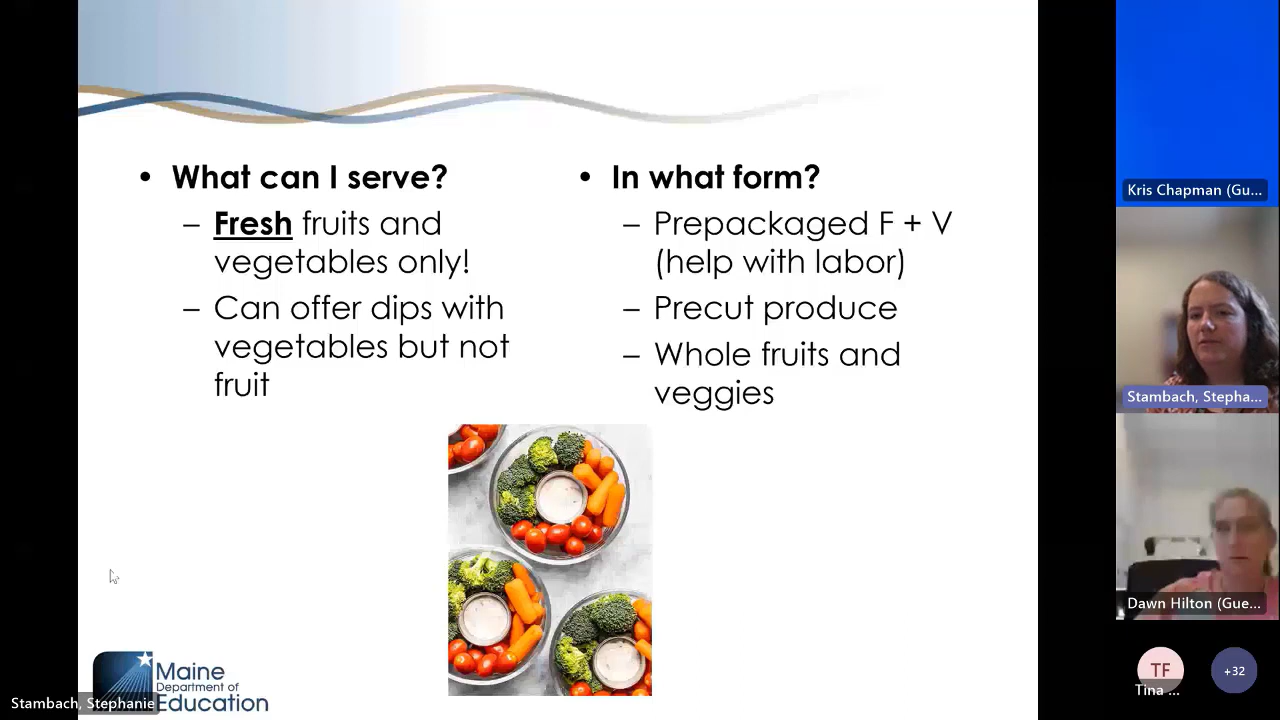 • What can I serve?
– Fresh fruits and
vegetables only!
– Can offer dips with
vegetables but not
fruit
• In what form?
– Prepackaged F + V
(help with labor)
– Precut produce
– Whole fruits and
veggies
Maine
Department of
Education
Stambach, Stephanie
Kris Chapman (Gu...
Stambach, Stepha...
Dawn Hilton (Gue...
TF
Tina ...
+32